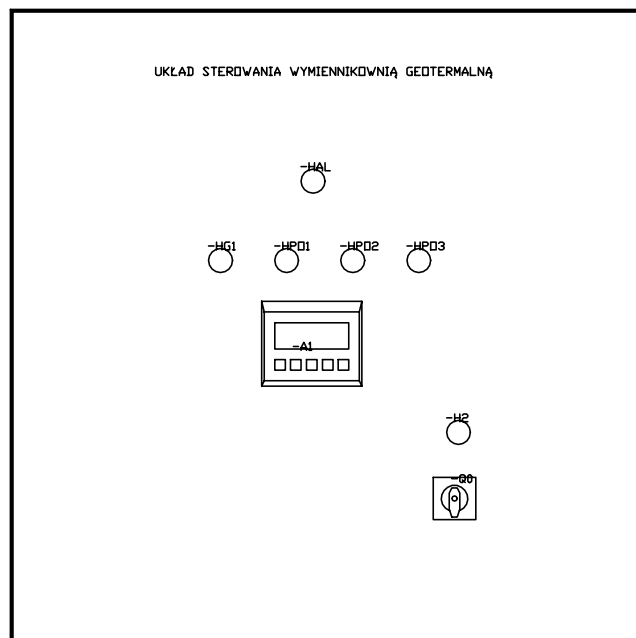 UKŁAD STEROWANIA WYMIENNIKOWNIĄ GEOTERMALNĄ
-HAL
-HG1 -HPO1 -HPO2 -HPO3
-A1
-H2
-Q0